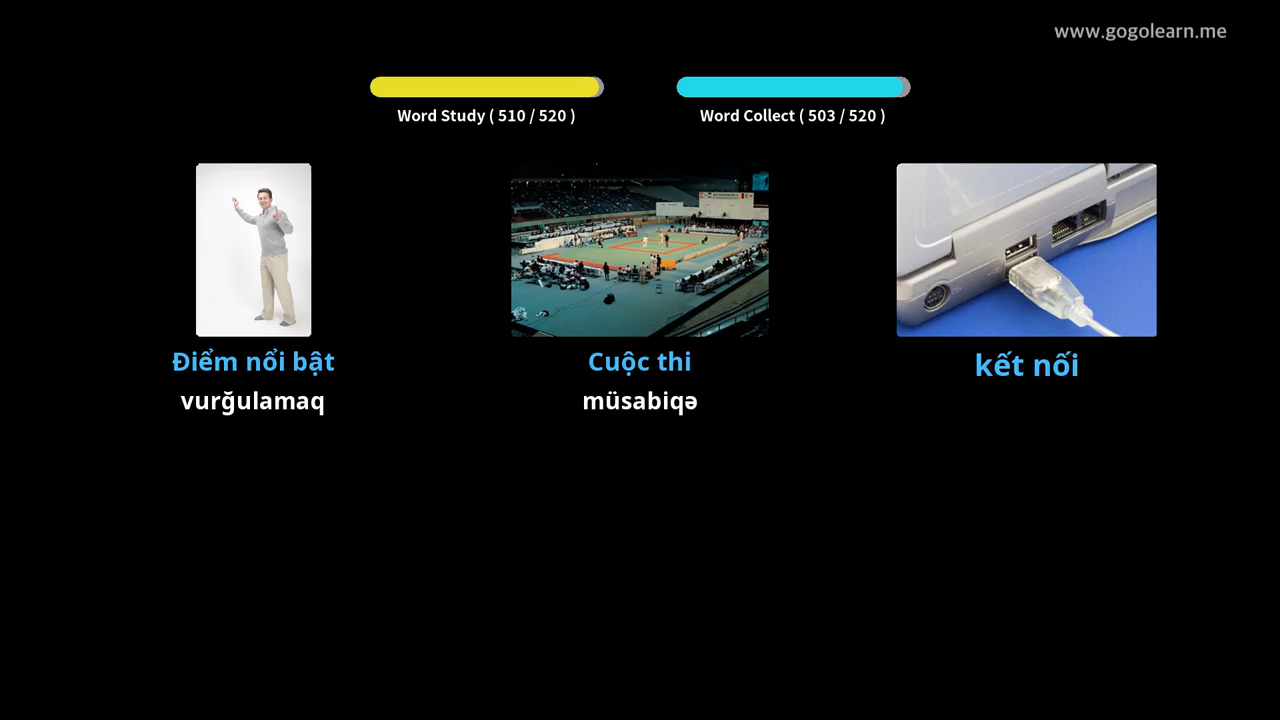 www.gogolearn.me
Word Study ( 510 / 520 )
Word Collect ( 503 / 520 )
Điểm nổi bật
vurğulamaq
Cuộc thi
müsabiqə
kết nối